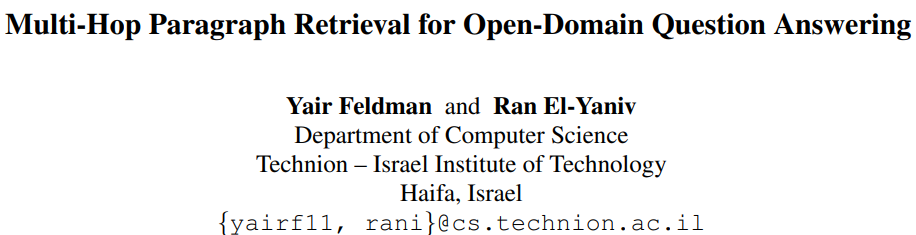 Multi-Hop Paragraph Retrieval for Open-Domain Question Answering
Yair Feldman and Ran El-Yaniv
Department of Computer Science
Technion – Israel Institute of Technology
Haifa, Israel
{yairf11, rani}@cs.technion.ac.il